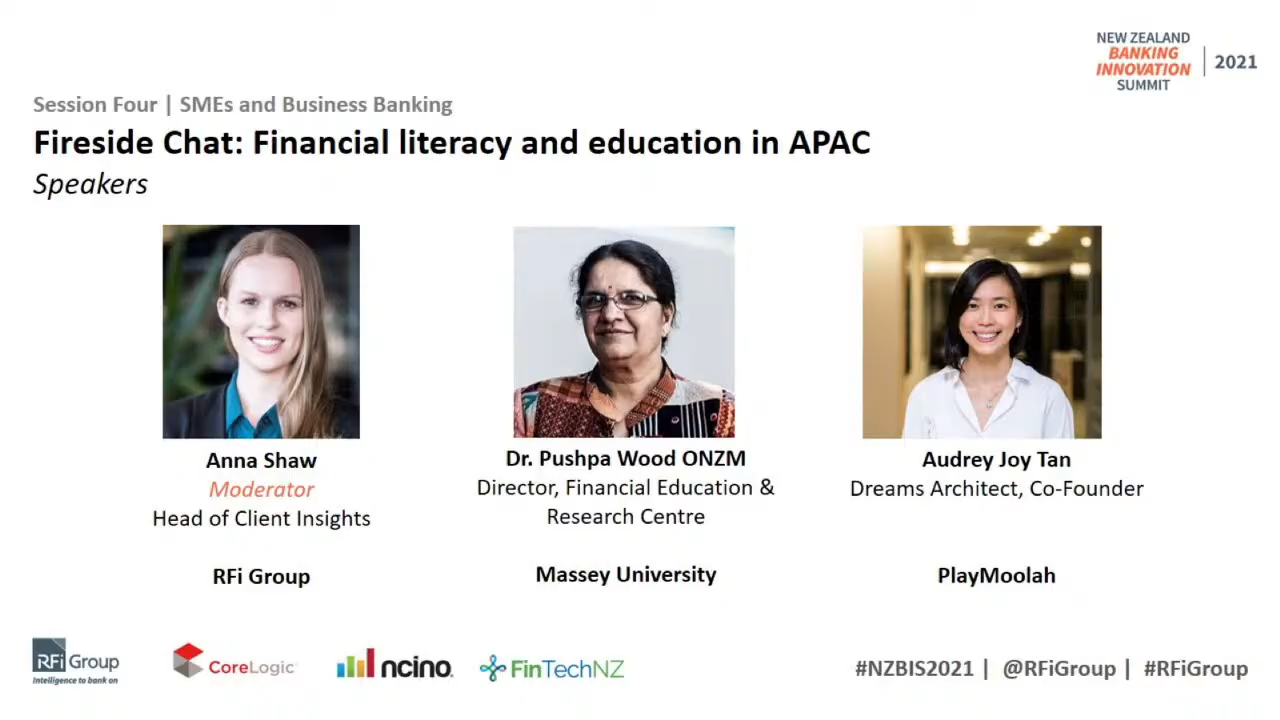 NEW ZEALAND
BANKING
INNOVATION
SUMMIT
2021
Session Four | SMEs and Business Banking
Fireside Chat: Financial literacy and education in APAC
Speakers
Anna Shaw
Moderator
Head of Client Insights
RFi Group
Dr. Pushpa Wood ONZM
Director, Financial Education &
Research Centre
Massey University
Audrey Joy Tan
Dreams Architect, Co-Founder
PlayMoolah
RFi Group
Intelligence to bank on
CoreLogic
ncino.
FinTechNZ
#NZBIS2021 | @RFiGroup | #RFiGroup